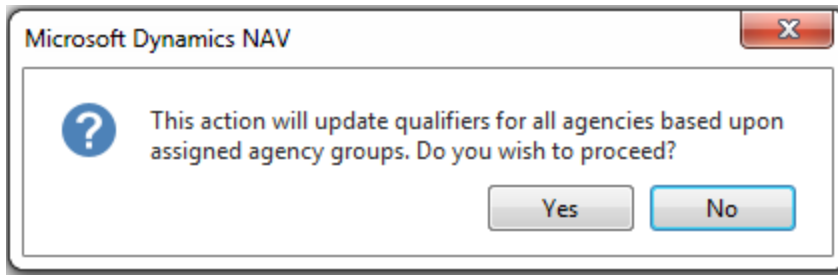 Microsoft Dynamics NAV
This action will update qualifiers for all agencies based upon
assigned agency groups. Do you wish to proceed?
Yes No